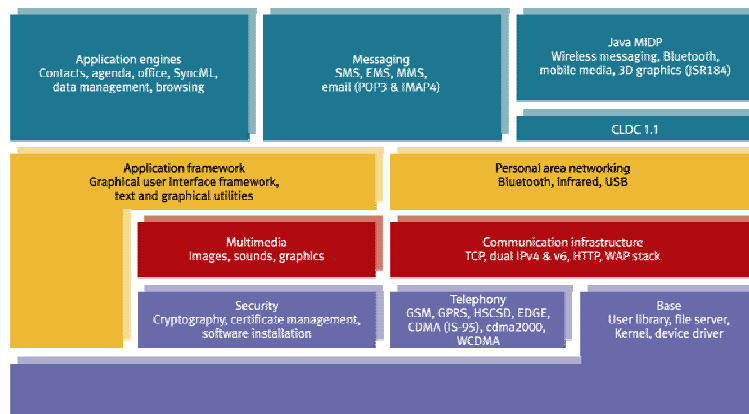 Application engines
Contacts, agenda, office, SyncML,
data management, browsing
Messaging
SMS, EMS, MMS,
email (POP3 & IMAP4)
Java MIDP
Wireless messaging, Bluetooth,
mobile media, 3D graphics (JSR184)
CLDC 1.1
Application framework
Graphical user interface framework,
text and graphical utilities
Personal area networking
Bluetooth, infrared, USB
Multimedia
Images, sounds, graphics
Communication infrastructure
TCP, dual IPv4 & v6, HTTP, WAP stack
Security
Cryptography, certificate management,
software installation
Telephony
GSM, GPRS, HSCSD, EDGE,
CDMA (IS-95), cdma2000,
WCDMA
Base
User library, file server,
Kernel, device driver